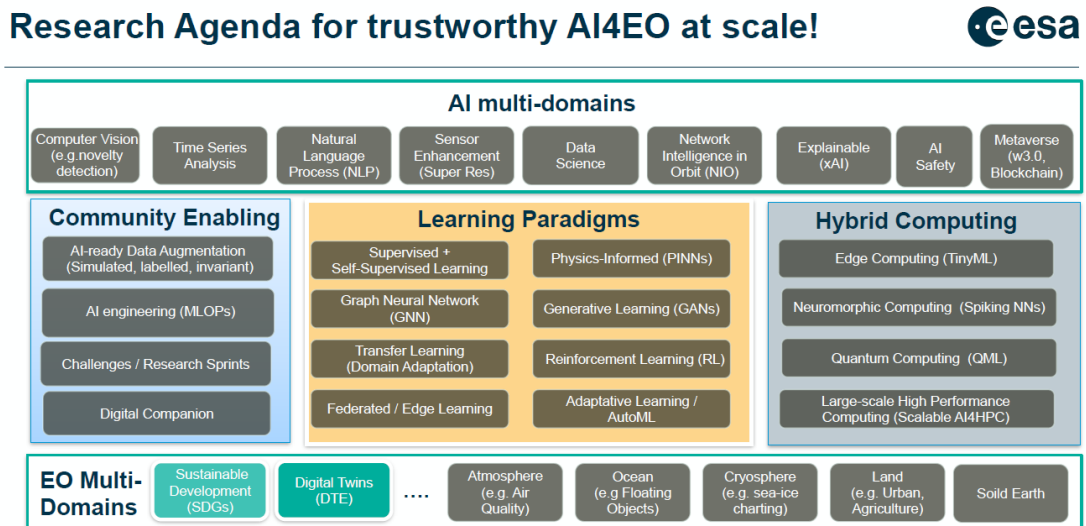 Research Agenda for trustworthy AI4EO at scale!
esa
AI multi-domains
Computer Vision
(e.g.novelty
detection)
Time Series
Analysis
Natural
Language
Process (NLP)
Sensor
Enhancement
(Super Res)
Data
Science
Network
Intelligence in
Orbit (NIO)
Explainable
(xAI)
AI
Safety
Metaverse
(w3.0,
Blockchain)
Community Enabling
AI-ready Data Augmentation
(Simulated, labelled, invariant)
AI engineering (MLOPs)
Challenges / Research Sprints
Digital Companion
Learning Paradigms
Supervised +
Self-Supervised Learning
Physics-Informed (PINNs)
Graph Neural Network
(GNN)
Generative Learning (GANs)
Transfer Learning
(Domain Adaptation)
Reinforcement Learning (RL)
Federated / Edge Learning
Adaptative Learning /
AutoML
Hybrid Computing
Edge Computing (TinyML)
Neuromorphic Computing (Spiking NNs)
Quantum Computing (QML)
Large-scale High Performance
Computing (Scalable AI4HPC)
EO Multi-
Domains
Sustainable
Development
(SDGs)
Digital Twins
(DTE)
....
Atmosphere
(e.g. Air
Quality)
Ocean
(e.g Floating
Objects)
Cryosphere
(e.g. sea-ice
charting)
Land
(e.g. Urban,
Agriculture)
Soild Earth